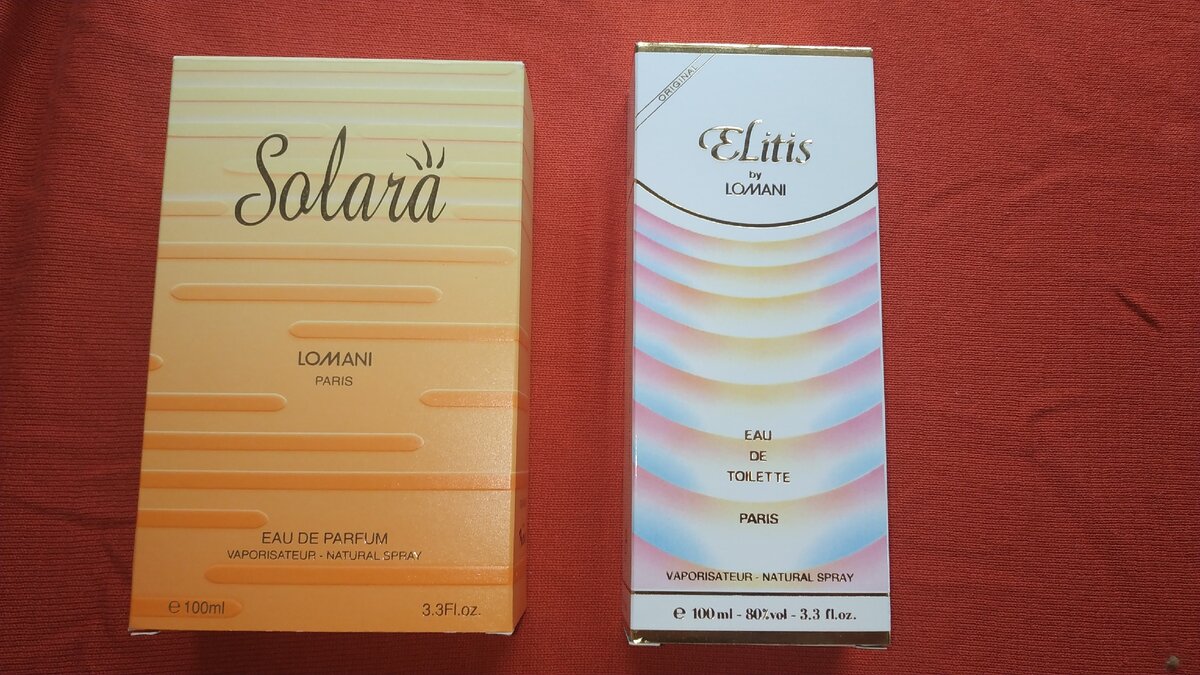 Solara
LOMANI
PARIS
EAU DE PARFUM
VAPORISATEUR - NATURAL SPRAY
℮ 100ml
3.3Fl.oz.
ORIGINAL
Elitis
by
LOMANI
EAU
DE
TOILETTE
PARIS
VAPORISATEUR - NATURAL SPRAY
℮ 100 ml - 80%vol - 3.3 fl.oz.